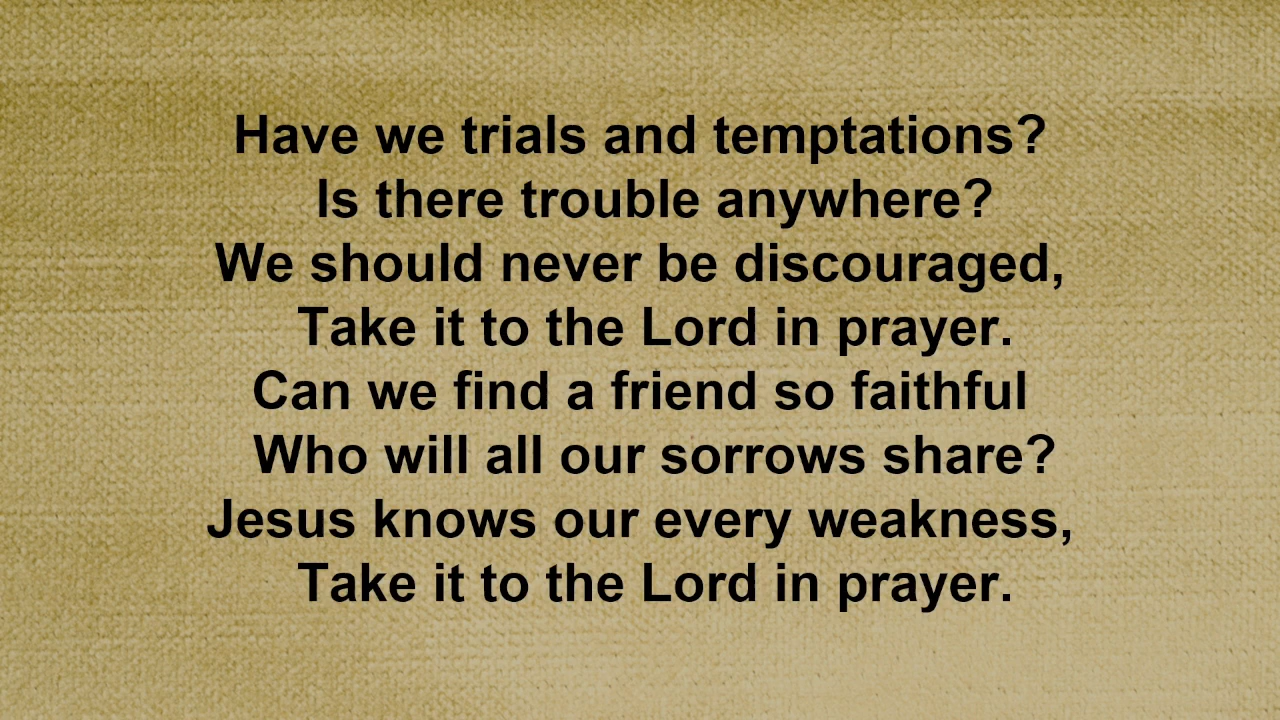 Have we trials and temptations?
Is there trouble anywhere?
We should never be discouraged,
Take it to the Lord in prayer.
Can we find a friend so faithful
Who will all our sorrows share?
Jesus knows our every weakness,
Take it to the Lord in prayer.